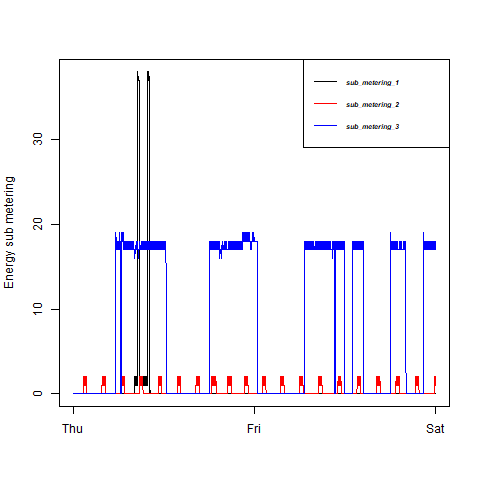 sub_metering_1
sub_metering_2
sub_metering_3
Energy sub metering
30
20
10
0
Thu Fri Sat